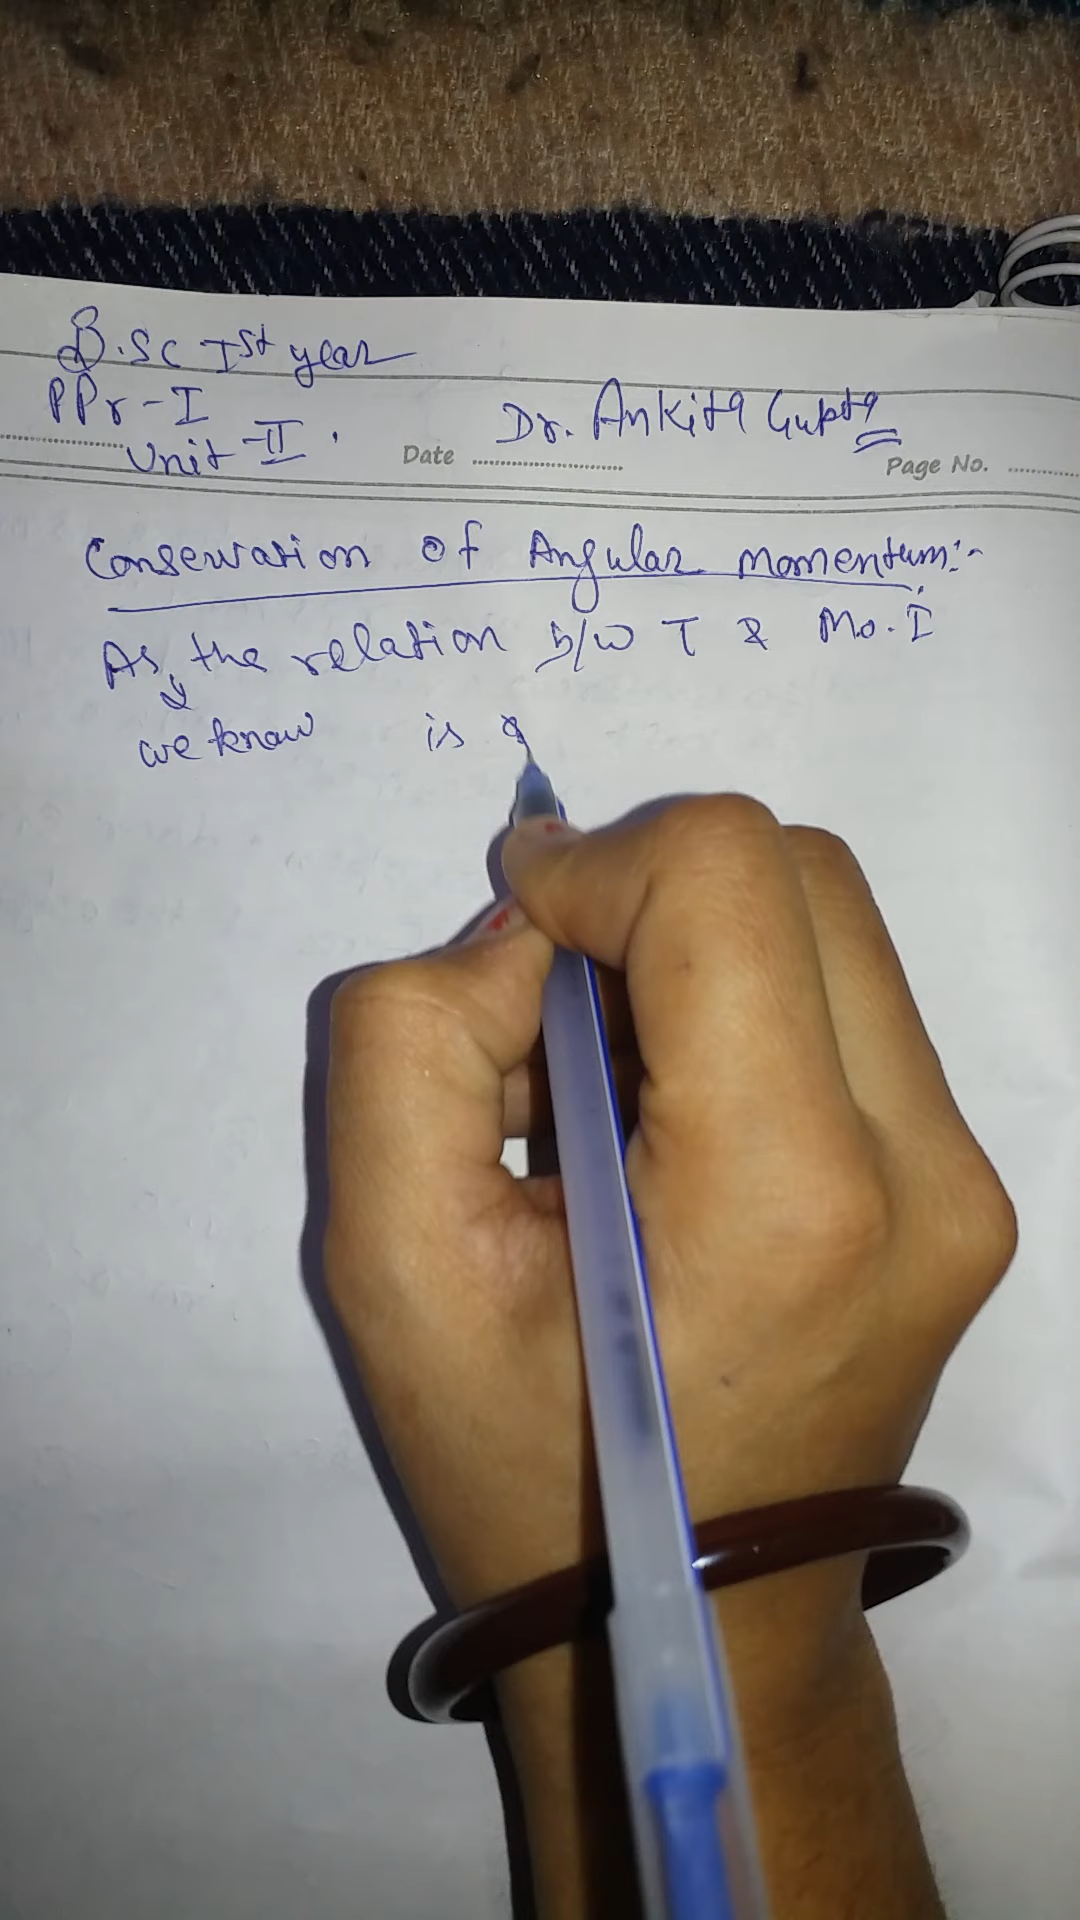 B.Sc Ist year
PPr-I
Unit-II.
Dr. Ankita Gupta
Date
Page No.
Conservation Of Angular momentum:-
As the relation b/w τ & Mo. I
we know is